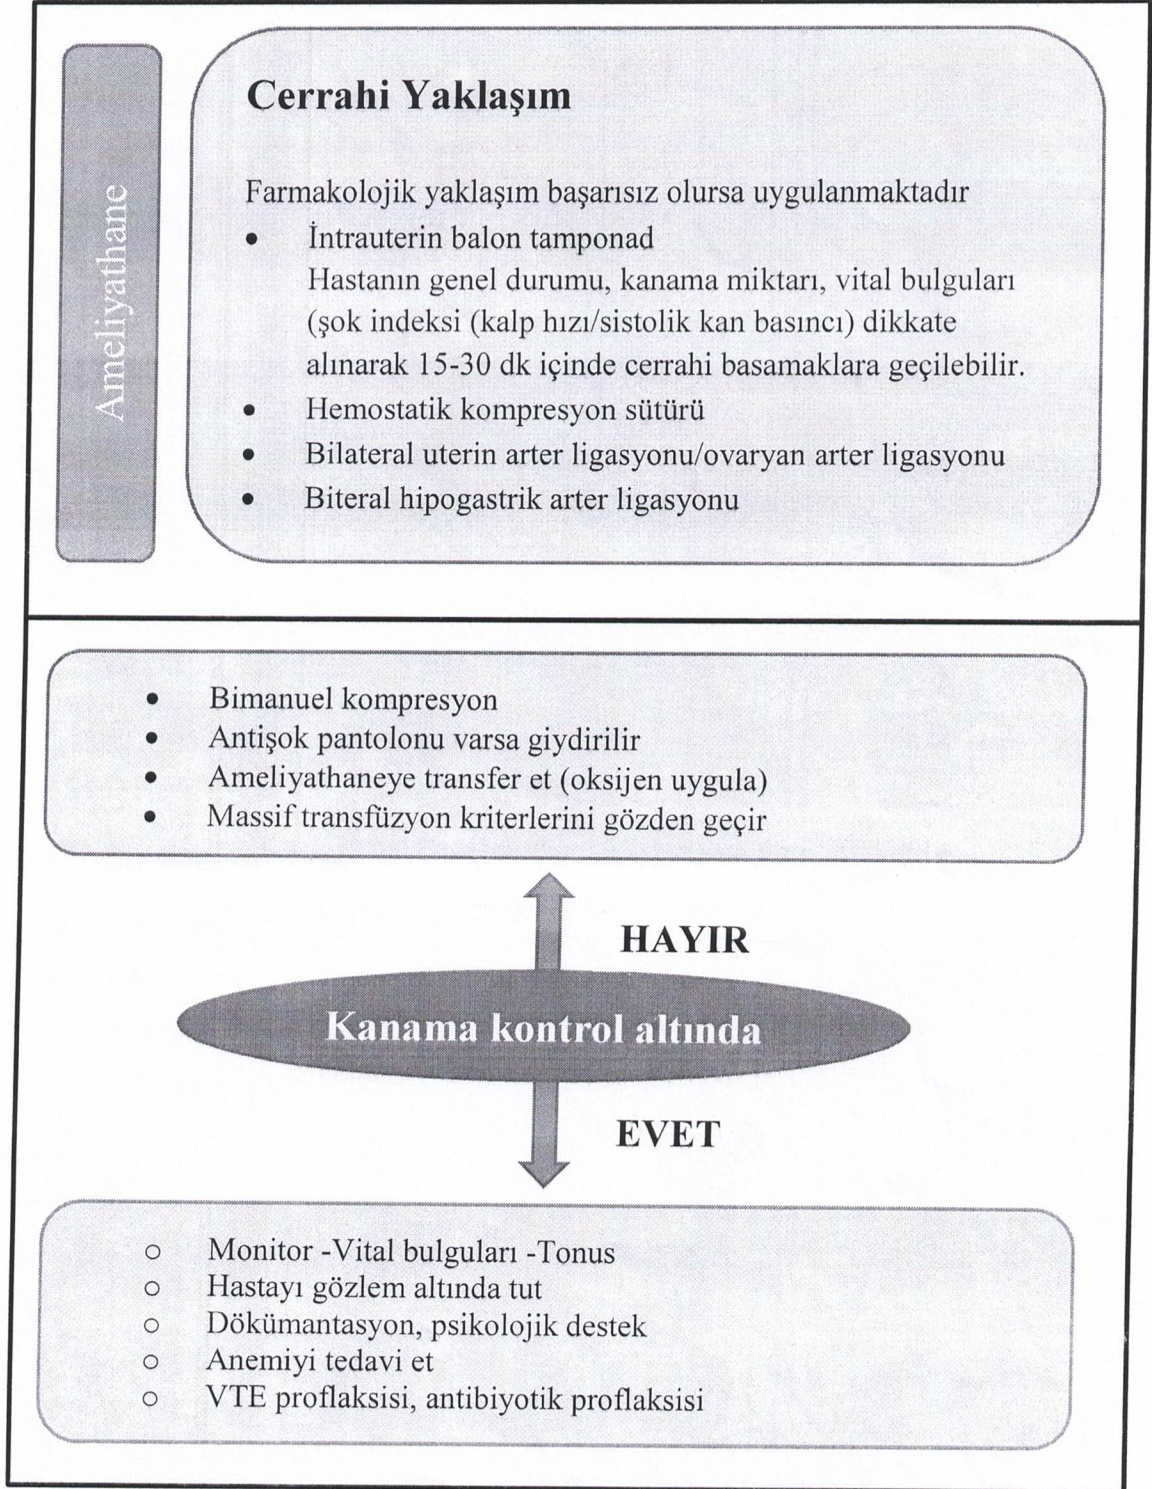 Ameliyathane
Cerrahi Yaklaşım
Farmakolojik yaklaşım başarısız olursa uygulanmaktadır
• İntrauterin balon tamponad
Hastanın genel durumu, kanama miktarı, vital bulguları
(şok indeksi (kalp hızı/sistolik kan basıncı) dikkate
alınarak 15-30 dk içinde cerrahi basamaklara geçilebilir.
• Hemostatik kompresyon sütürü
• Bilateral uterin arter ligasyonu/ovaryan arter ligasyonu
• Biteral hipogastrik arter ligasyonu
• Bimanuel kompresyon
• Antişok pantolonu varsa giydirilir
• Ameliyathaneye transfer et (oksijen uygula)
• Massif transfüzyon kriterlerini gözden geçir
HAYIR
Kanama kontrol altında
EVET
○ Monitor -Vital bulguları -Tonus
○ Hastayı gözlem altında tut
○ Dökümantasyon, psikolojik destek
○ Anemiyi tedavi et
○ VTE proflaksisi, antibiyotik proflaksisi